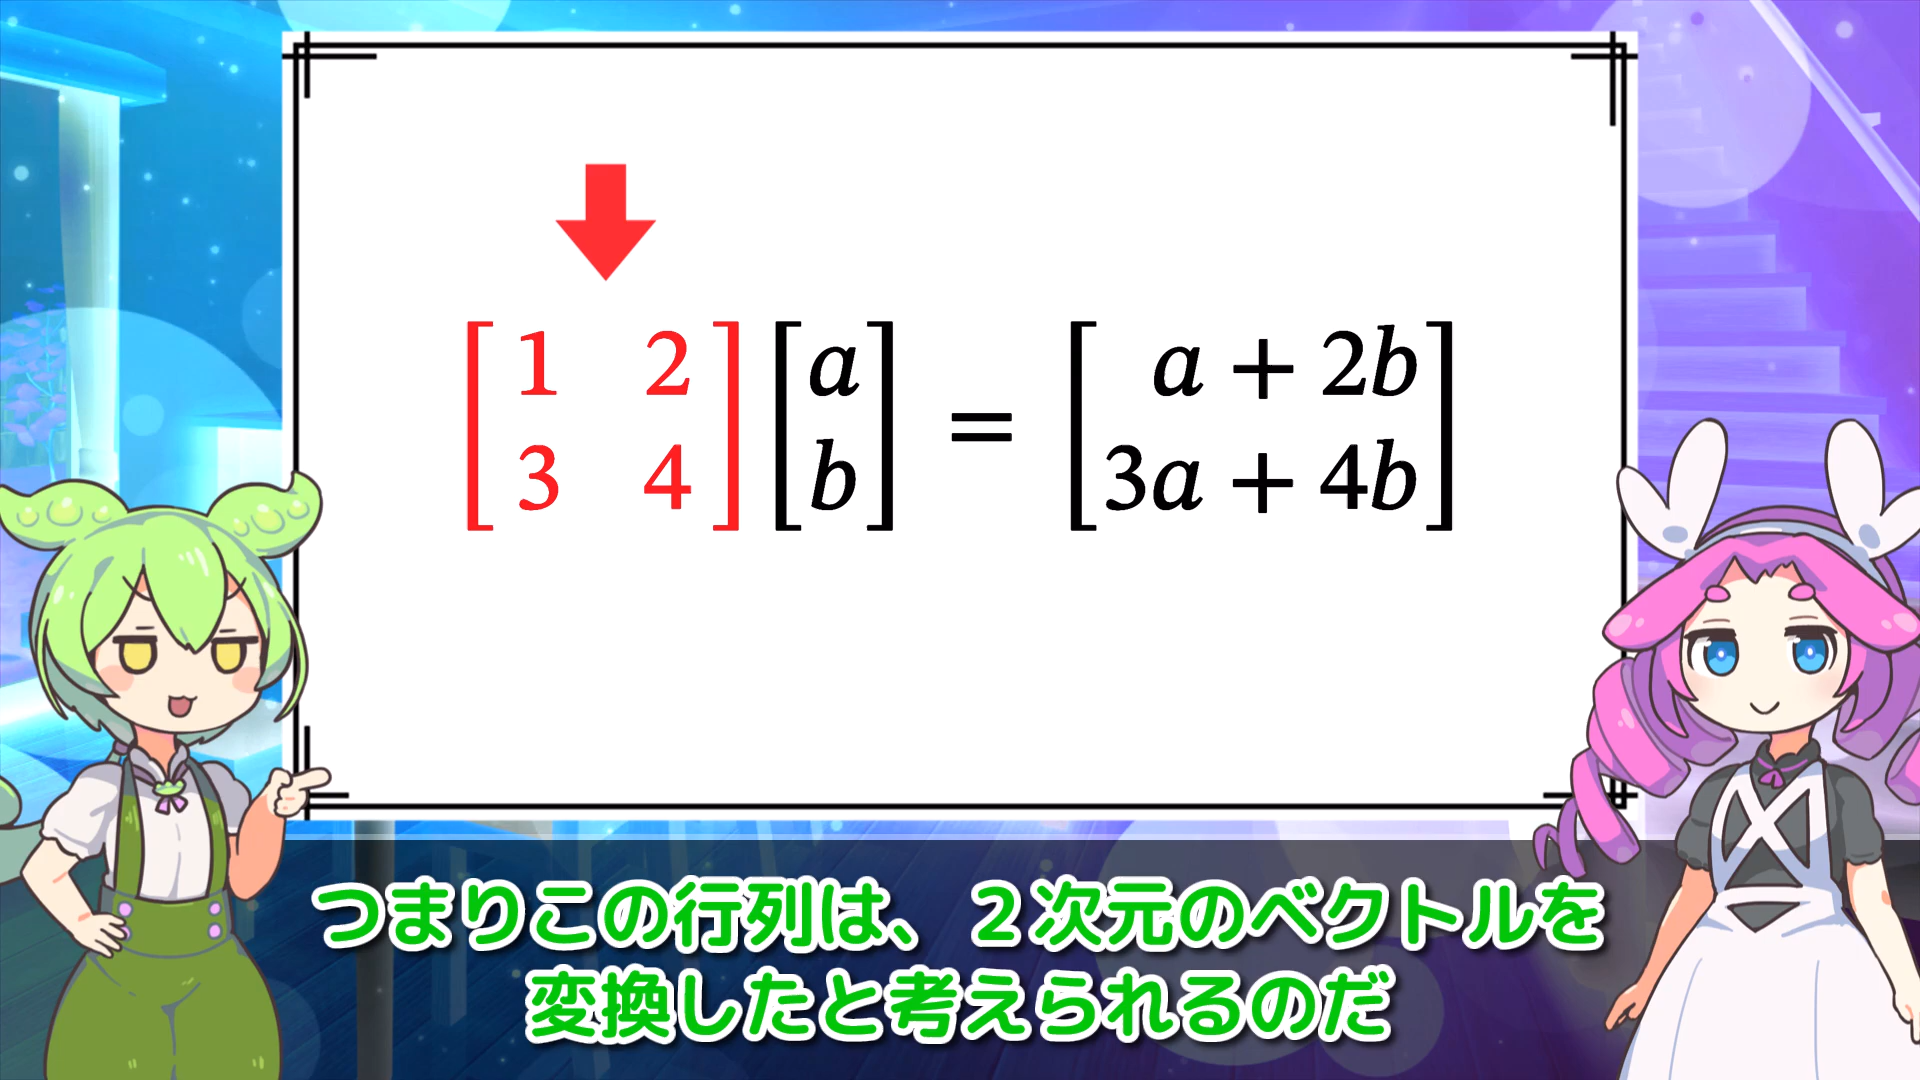 [1 2] [a] = [a + 2b]
[3 4] [b] [3a + 4b]
つまりこの行列は、２次元のベクトルを
変換したと考えられるのだ